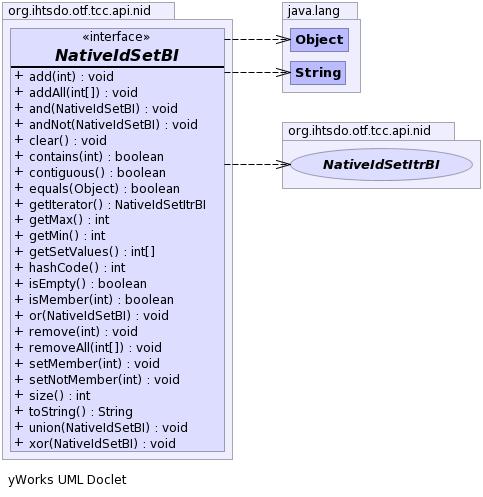 org.ihtsdo.otf.tcc.api.nid
«interface»
NativeIdSetBI
+ add(int) : void
+ addAll(int[]) : void
+ and(NativeIdSetBI) : void
+ andNot(NativeIdSetBI) : void
+ clear() : void
+ contains(int) : boolean
+ contiguous() : boolean
+ equals(Object) : boolean
+ getIterator() : NativeIdSetItrBI
+ getMax() : int
+ getMin() : int
+ getSetValues() : int[]
+ hashCode() : int
+ isEmpty() : boolean
+ isMember(int) : boolean
+ or(NativeIdSetBI) : void
+ remove(int) : void
+ removeAll(int[]) : void
+ setMember(int) : void
+ setNotMember(int) : void
+ size() : int
+ toString() : String
+ union(NativeIdSetBI) : void
+ xor(NativeIdSetBI) : void
java.lang
Object
String
org.ihtsdo.otf.tcc.api.nid
NativeIdSetItrBI
yWorks UML Doclet